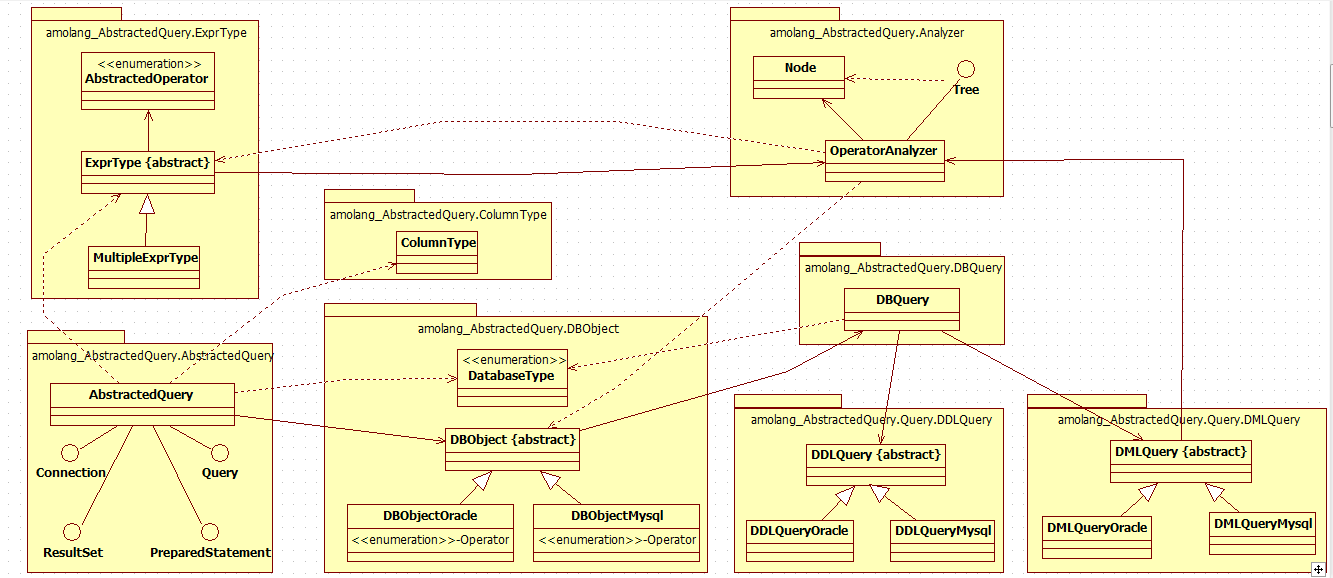 amolang_AbstractedQuery.ExprType
<<enumeration>>
AbstractedOperator
ExprType {abstract}
MultipleExprType
amolang_AbstractedQuery.Analyzer
Node
Tree
OperatorAnalyzer
amolang_AbstractedQuery.ColumnType
ColumnType
amolang_AbstractedQuery.DBQuery
DBQuery
amolang_AbstractedQuery.AbstractQuery
AbstractedQuery
Connection
Query
ResultSet
PreparedStatement
amolang_AbstractedQuery.DBObject
<<enumeration>>
DatabaseType
DBObject {abstract}
DBObjectOracle
<<enumeration>>-Operator
DBObjectMysql
<<enumeration>>-Operator
amolang_AbstractedQuery.Query.DDLQuery
DDLQuery {abstract}
DDLQueryOracle
DDLQueryMysql
amolang_AbstractedQuery.Query.DMLQuery
DMLQuery {abstract}
DMLQueryOracle
DMLQueryMysql